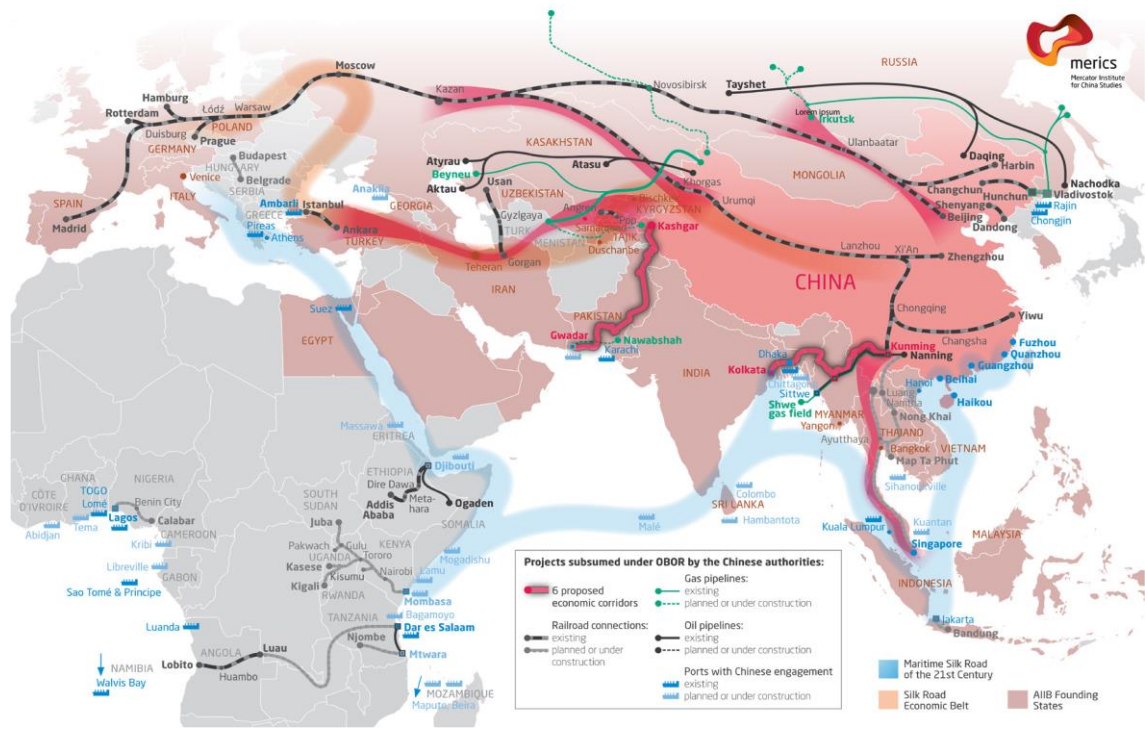 merics
Mercator Institute
for China Studies
RUSSIA
Moscow
Kazan
Novosibirsk
Tayshet
Lorem Ipsum
Irkutsk
Hamburg
Rotterdam
Łódź
Warsaw
Duisburg
POLAND
Prague
GERMANY
Budapest
HUNGARY
Belgrade
SERBIA
Venice
ITALY
SPAIN
Madrid
KASAKHSTAN
Atyrau
Beyneu
Aktau
Atasu
Khorgas
Ulanbaatar
MONGOLIA
Daqing
Harbin
Changchun
Hunchun
Shenyang
Beijing
Dandong
Nachodka
Vladivostok
Rajin
Chongjin
Anaklia
GEORGIA
Usan
UZBEKISTAN
Gyzlgaya
TURK
MENISTAN
Angren
Pop
Bischkek
KYRGYZSTAN
Samarkand
TAJIK
Duschanbe
Kashgar
Urumqi
Ambarli
Istanbul
GREECE
Pireas
Athens
Ankara
TURKEY
Teheran
Gorgan
IRAN
Lanzhou
Xi'An
Zhengzhou
CHINA
Chongqing
Yiwu
Changsha
Suez
EGYPT
PAKISTAN
Gwadar
Nawabshah
Karachi
INDIA
Dhaka
Kolkata
Chittagong
Sittwe
Shwe
gas field
Kunming
Nanning
Fuzhou
Quanzhou
Guangzhou
Beihai
Hanoi
Haikou
Luang
Namtha
MYANMAR
Yangon
Nong Khai
THAILAND
VIETNAM
Ayutthaya
Bangkok
Map Ta Phut
Sihanoukville
Massawa
ERITREA
Djibouti
ETHIOPIA
Dire Dawa
Addis
Ababa
Meta-
hara
Ogaden
SOMALIA
GHANA
NIGERIA
CÔTE
D'IVOIRE
TOGO
Lomé
Benin City
Lagos
Tema
Calabar
Abidjan
CAMEROON
Kribi
Libreville
GABON
Sao Tomé & Principe
SOUTH
SUDAN
Juba
Pakwach
Gulu
KENYA
UGANDA
Tororo
Kasese
Kisumu
Nairobi
Kigali
RWANDA
Mogadishu
Lamu
Mombasa
Bagamoyo
TANZANIA
Dar es Salaam
Njombe
Mtwara
Luanda
ANGOLA
Luau
Lobito
Huambo
NAMIBIA
Walvis Bay
MOZAMBIQUE
Maputo, Beira
Malé
Colombo
SRI LANKA
Hambantota
Kuala Lumpur
Kuantan
MALAYSIA
Singapore
INDONESIA
Jakarta
Bandung
Projects subsumed under OBOR by the Chinese authorities:
6 proposed
economic corridors
Railroad connections:
existing
planned or under
construction
Gas pipelines:
existing
planned or under construction
Oil pipelines:
existing
planned or under construction
Ports with Chinese engagement
existing
planned or under construction
Maritime Silk Road
of the 21st Century
Silk Road
Economic Belt
AIIB Founding
States